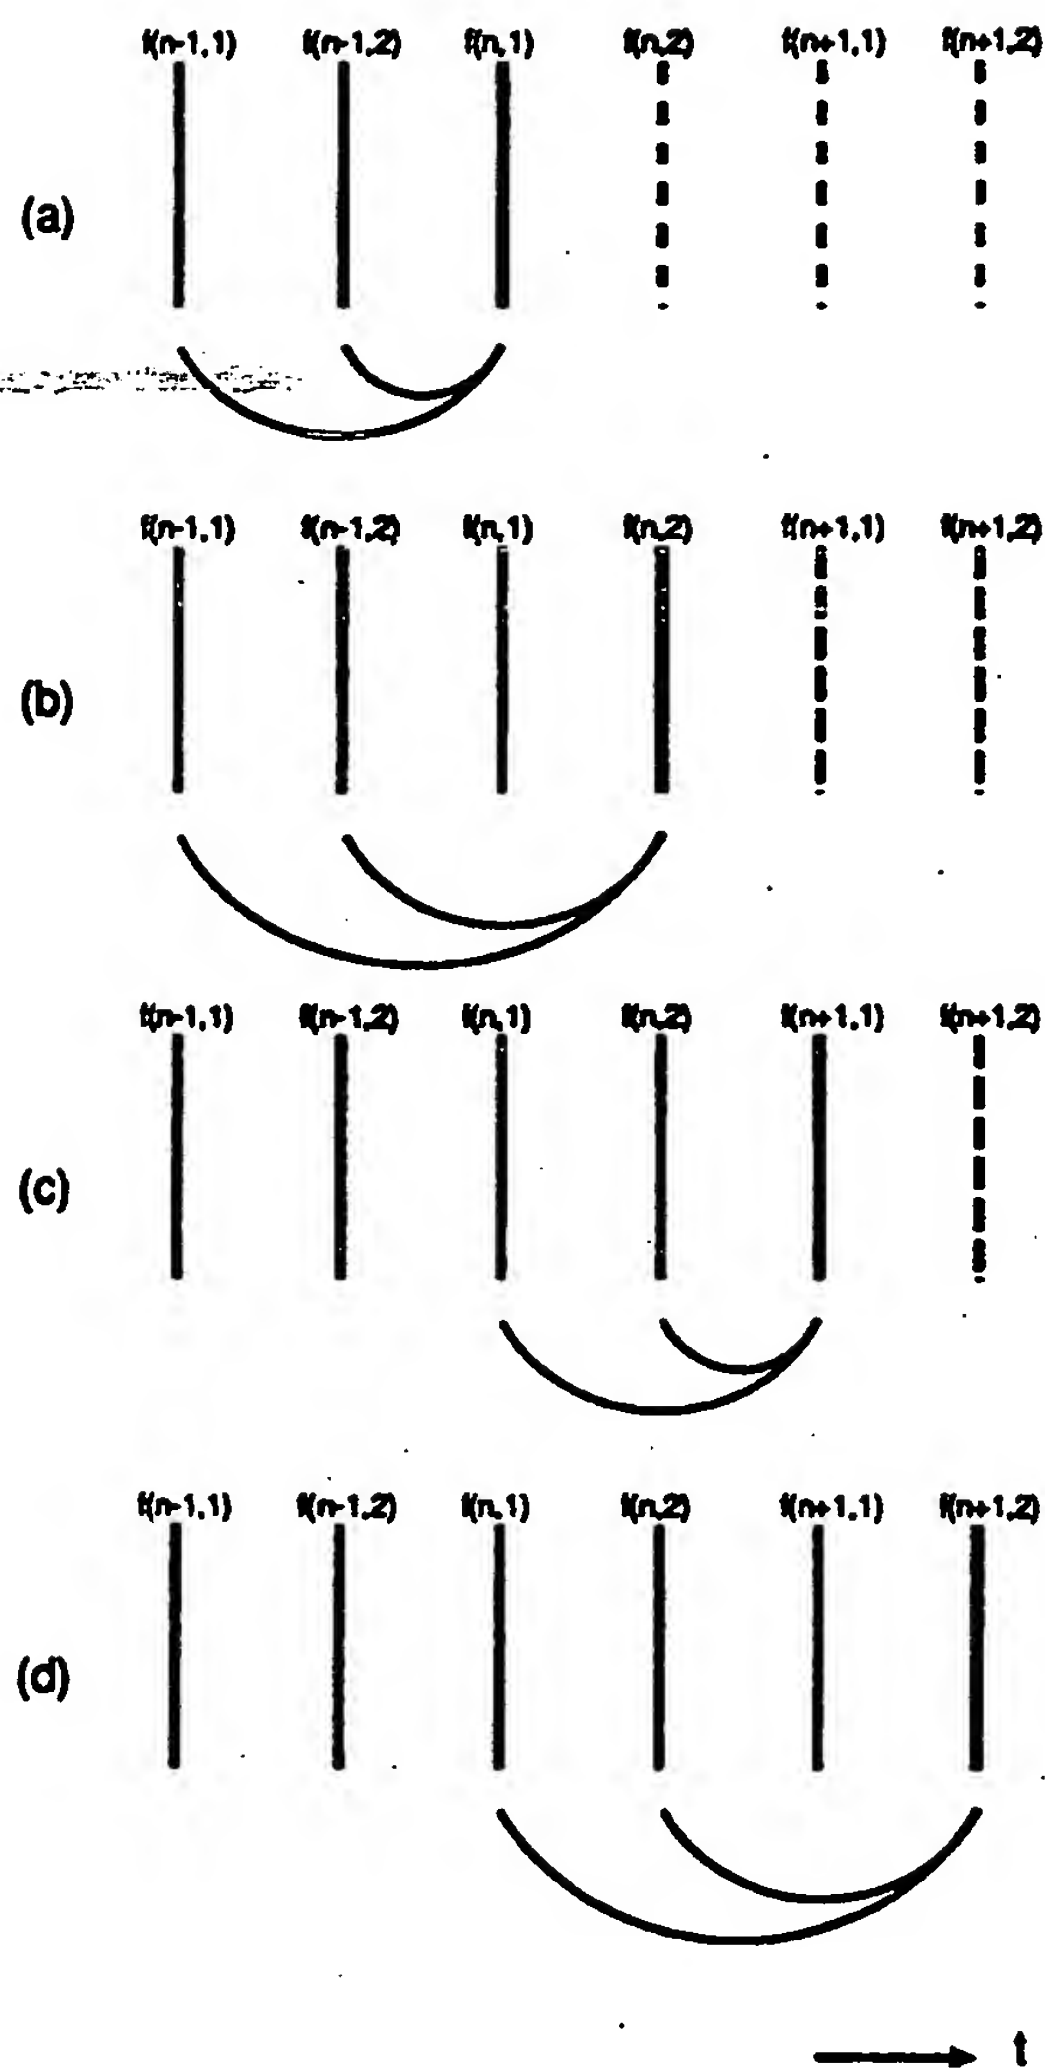 f(n-1,1) f(n-1,2) f(n,1) f(n,2) f(n+1,1) f(n+1,2)
(a)
f(n-1,1) f(n-1,2) f(n,1) f(n,2) f(n+1,1) f(n+1,2)
(b)
f(n-1,1) f(n-1,2) f(n,1) f(n,2) f(n+1,1) f(n+1,2)
(c)
f(n-1,1) f(n-1,2) f(n,1) f(n,2) f(n+1,1) f(n+1,2)
(d)
t